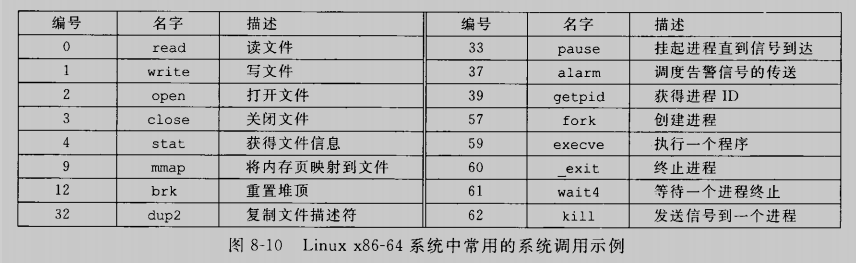 编号 名字 描述 编号 名字 描述
0 read 读文件 33 pause 挂起进程直到信号到达
1 write 写文件 37 alarm 调度告警信号的传送
2 open 打开文件 39 getpid 获得进程 ID
3 close 关闭文件 57 fork 创建进程
4 stat 获得文件信息 59 execve 执行一个程序
9 mmap 将内存页映射到文件 60 _exit 终止进程
12 brk 重置堆顶 61 wait4 等待一个进程终止
32 dup2 复制文件描述符 62 kill 发送信号到一个进程
图 8-10 Linux x86-64 系统中常用的系统调用示例